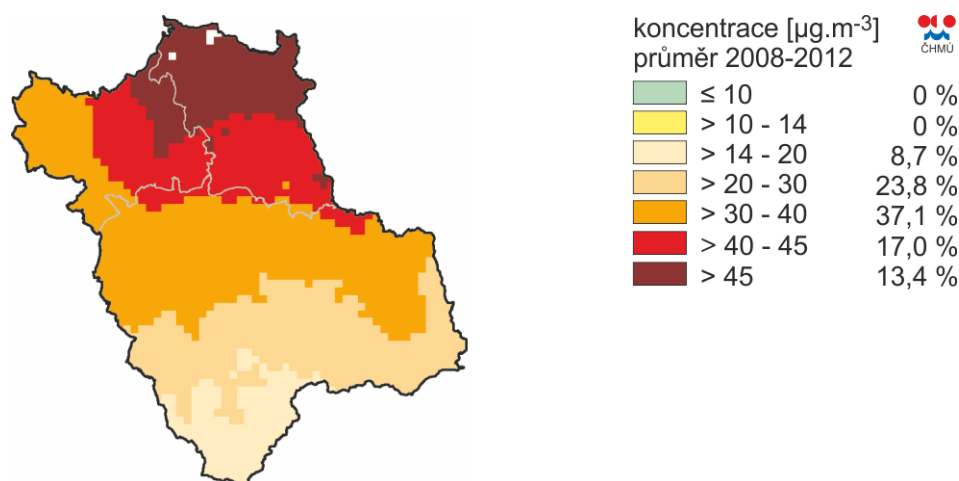 koncentrace [µg.m-3]
průměr 2008-2012
ČHMÚ
≤ 10 0 %
> 10 - 14 0 %
> 14 - 20 8,7 %
> 20 - 30 23,8 %
> 30 - 40 37,1 %
> 40 - 45 17,0 %
> 45 13,4 %